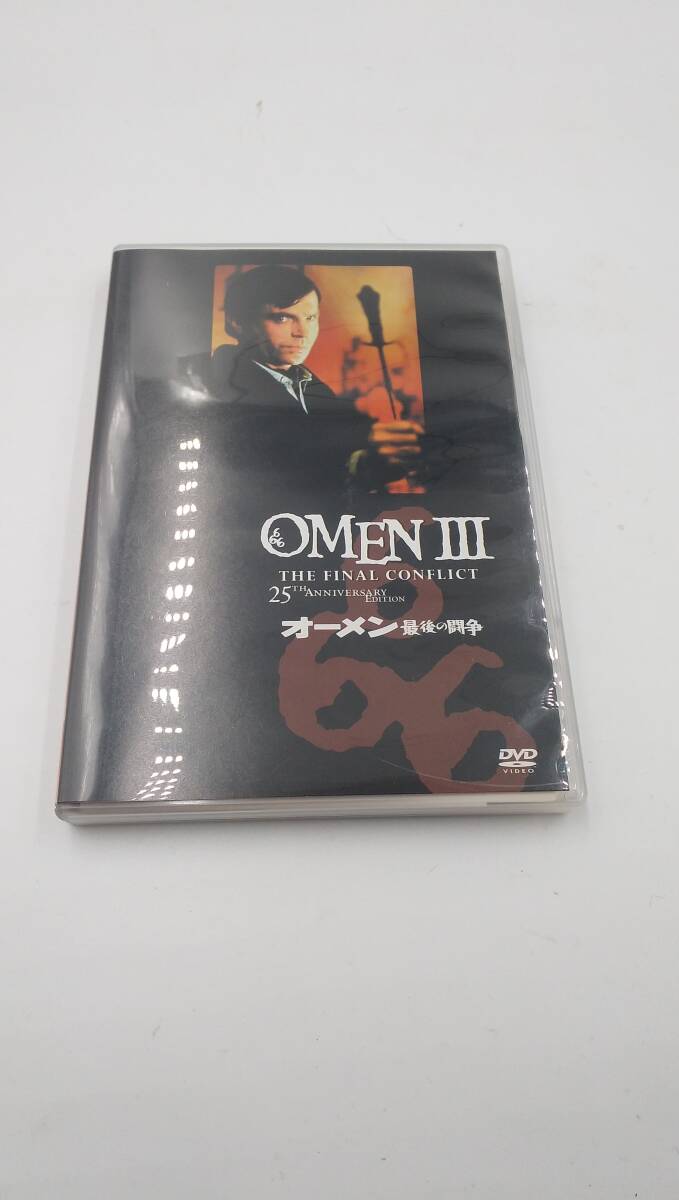 666 OMEN III
THE FINAL CONFLICT
25TH ANNIVERSARY EDITION
オーメン 最後の闘争
666
DVD
VIDEO